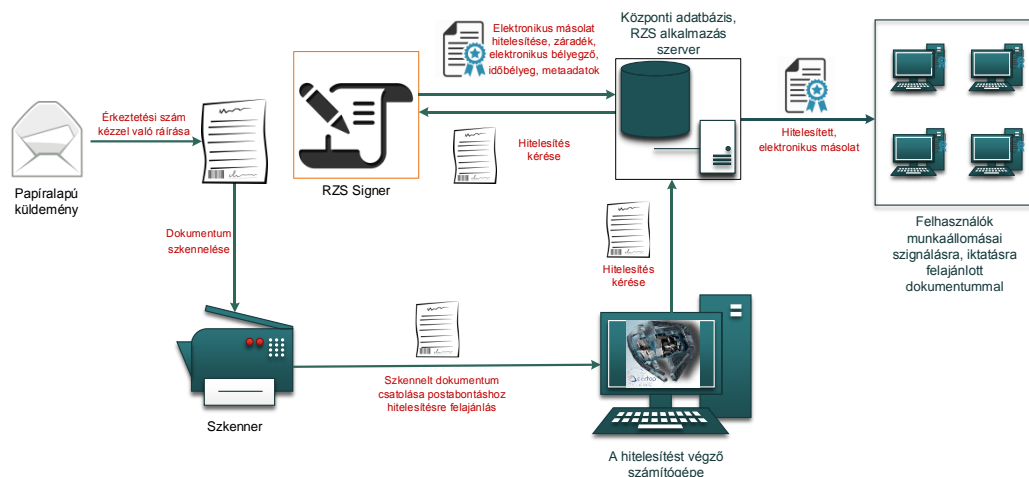 Papíralapú
küldemény
Érkeztetési szám
kézzel való ráírása
RZS Signer
Elektronikus másolat
hitelesítése, záradék,
elektronikus bélyegző,
időbélyeg, metaadatok
Hitelesítés
kérése
Központi adatbázis,
RZS alkalmazás
szerver
Hitelesített,
elektronikus másolat
Felhasználók
munkaállomásai
szignálásra, iktatásra
felajánlott
dokumentummal
Dokumentum
szkennelése
Hitelesítés
kérése
Szkenner
Szkennelt dokumentum
csatolása postabontáshoz
hitelesítésre felajánlás
A hitelesítést végző
számítógépe